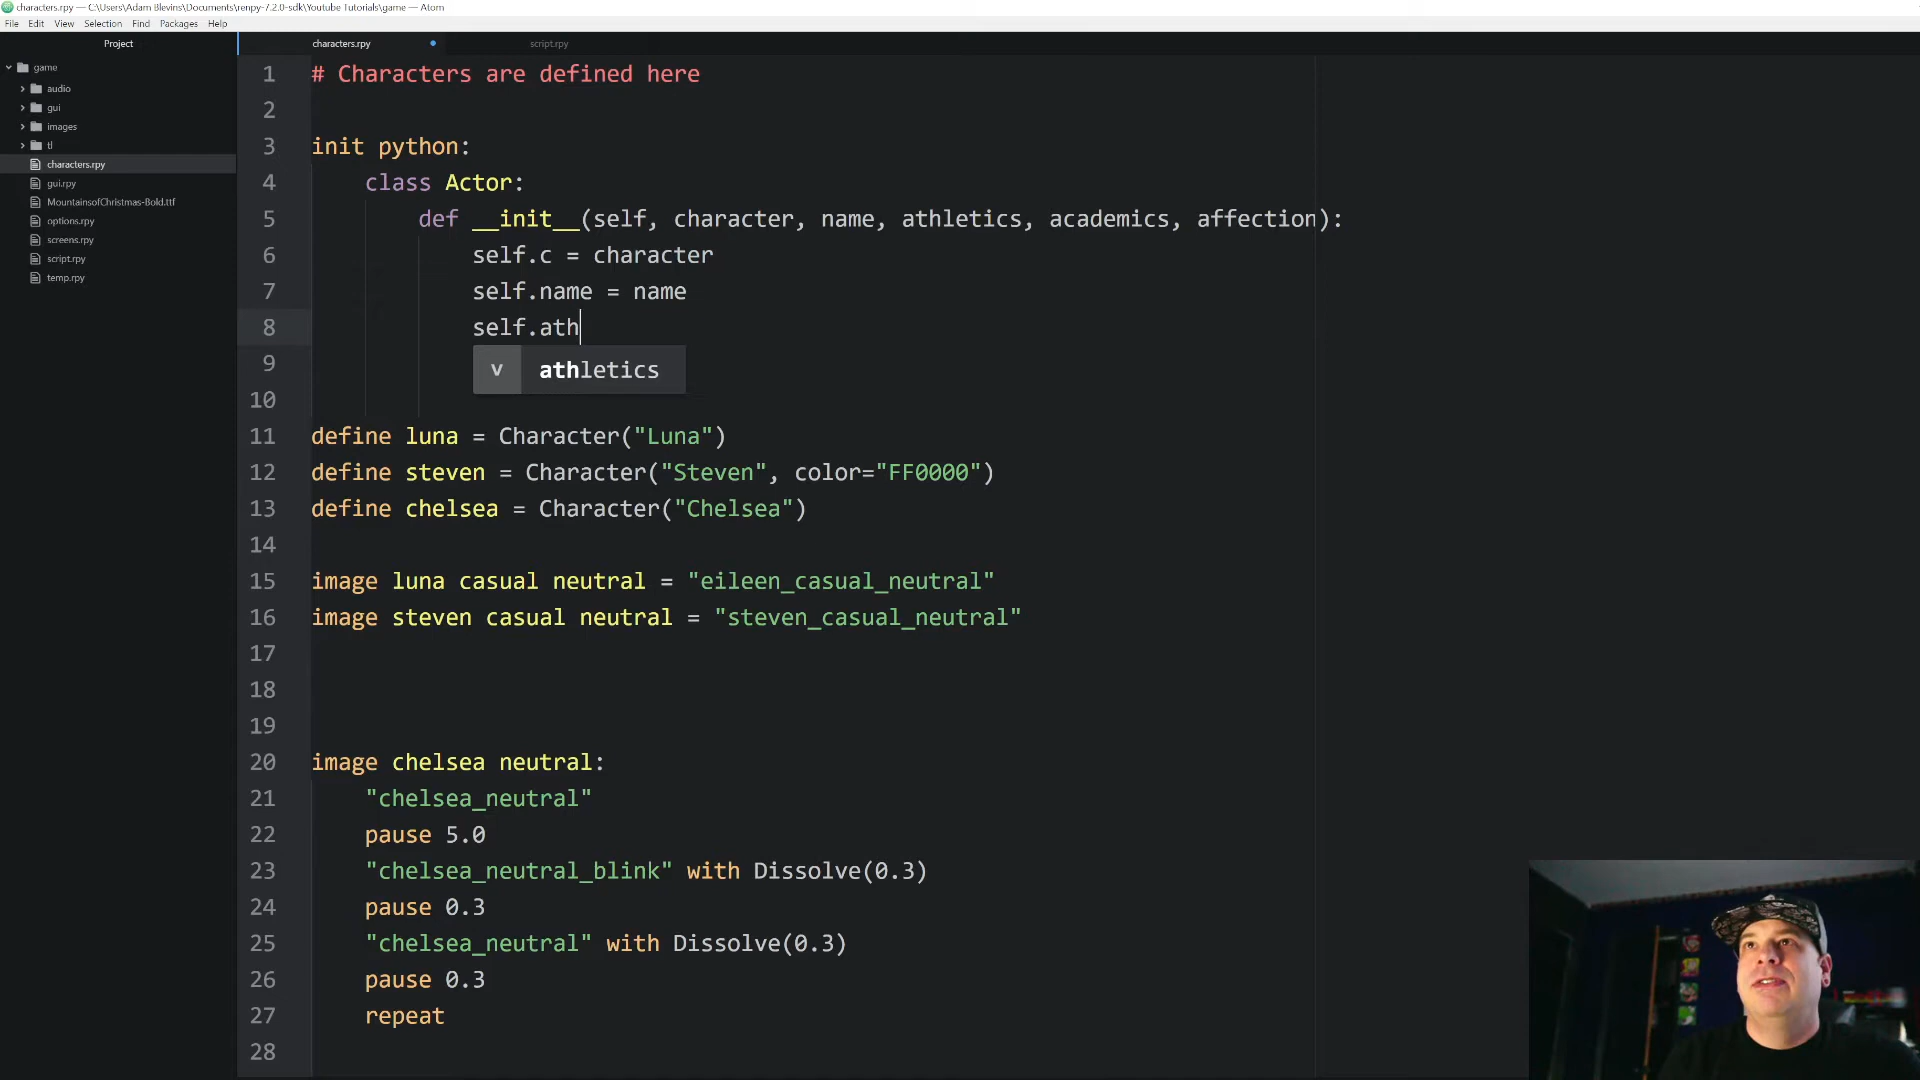 characters.rpy — C:\Users\Adam Blevins\Documents\renpy-7.2.0-sdk\Youtube Tutorials\game — Atom
File Edit View Selection Find Packages Help
Project
characters.rpy
script.rpy
game
audio
gui
images
tl
characters.rpy
gui.rpy
MountainsofChristmas-Bold.ttf
options.rpy
screens.rpy
script.rpy
temp.rpy
1 # Characters are defined here
2
3 init python:
4 class Actor:
5 def __init__(self, character, name, athletics, academics, affection):
6 self.c = character
7 self.name = name
8 self.ath
9 v athletics
10
11 define luna = Character("Luna")
12 define steven = Character("Steven", color="FF0000")
13 define chelsea = Character("Chelsea")
14
15 image luna casual neutral = "eileen_casual_neutral"
16 image steven casual neutral = "steven_casual_neutral"
17
18
19
20 image chelsea neutral:
21 "chelsea_neutral"
22 pause 5.0
23 "chelsea_neutral_blink" with Dissolve(0.3)
24 pause 0.3
25 "chelsea_neutral" with Dissolve(0.3)
26 pause 0.3
27 repeat
28